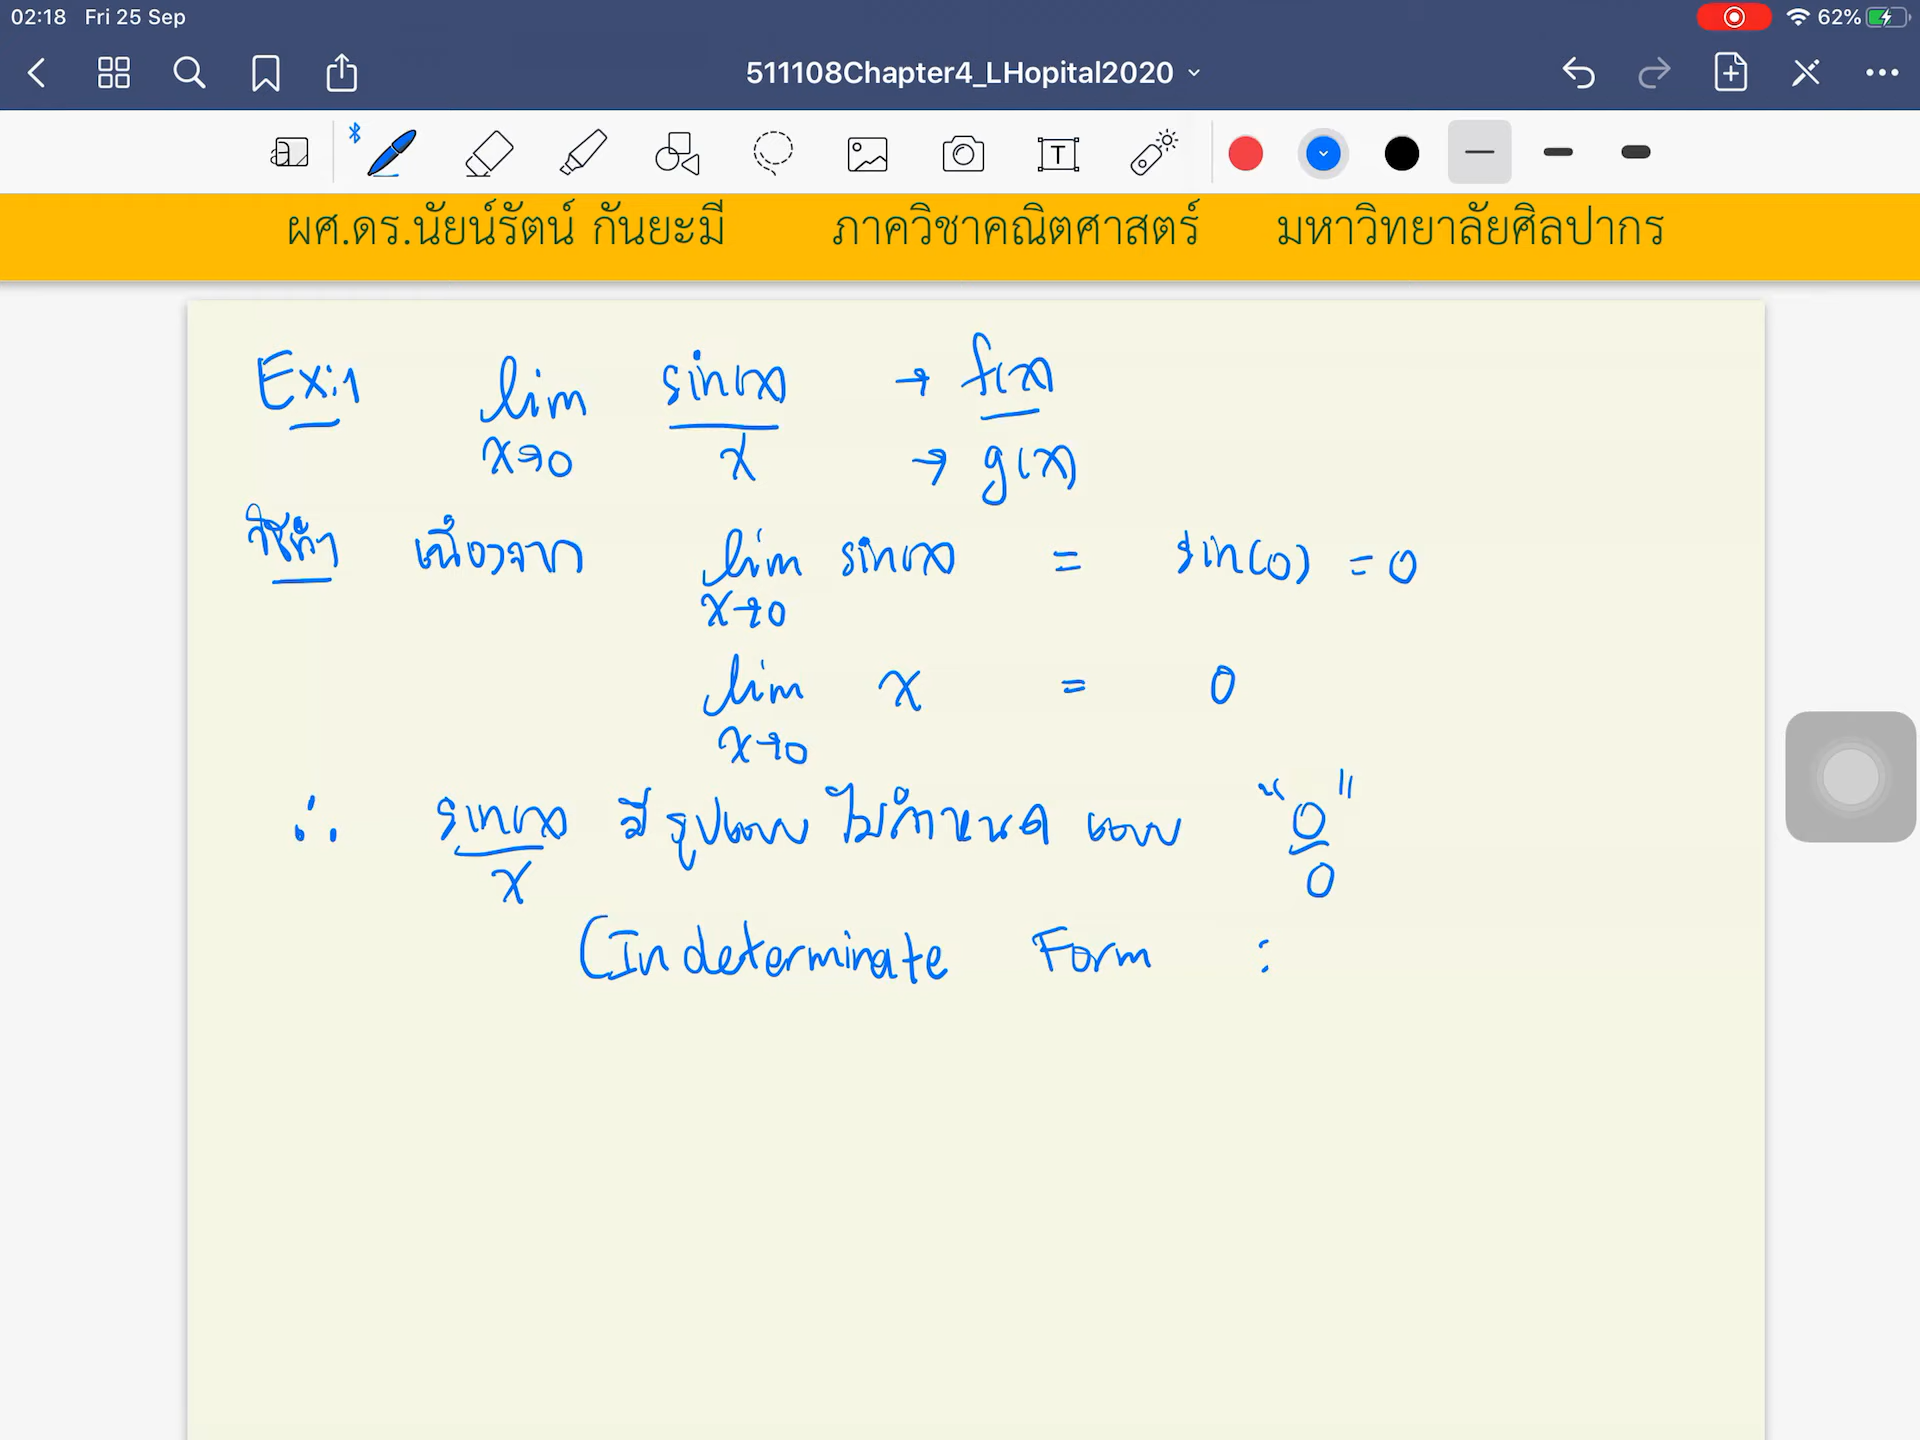 02:18 Fri 25 Sep 62%
511108Chapter4_LHopital2020
a T
ผศ.ดร.นัยน์รัตน์ กันยะมี ภาควิชาคณิตศาสตร์ มหาวิทยาลัยศิลปากร
Ex:1 lim sin(x) → f(x)
x→0 x → g(x)
วิธีทำ เนื่องจาก lim sin(x) = sin(0) = 0
x→0
lim x = 0
x→0
∴ sin(x) มีรูปแบบ ไม่กำหนด แบบ "0"
x 0
(Indeterminate Form :